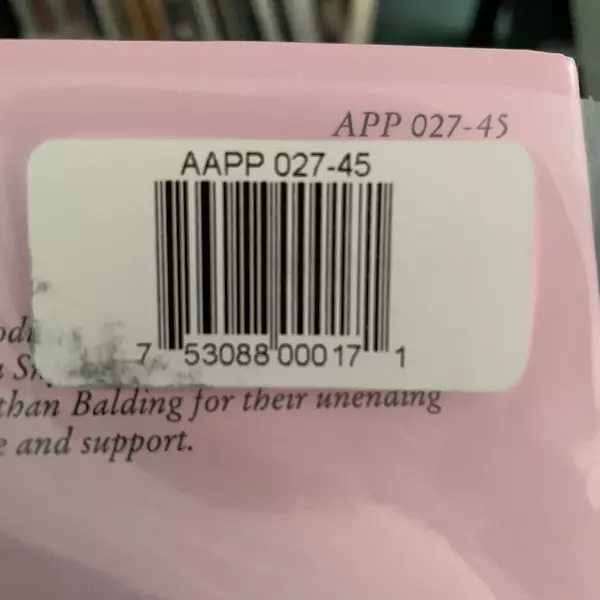 APP 027-45
AAPP 027-45
7 53088 00017 1
than Balding for their unending
e and support.